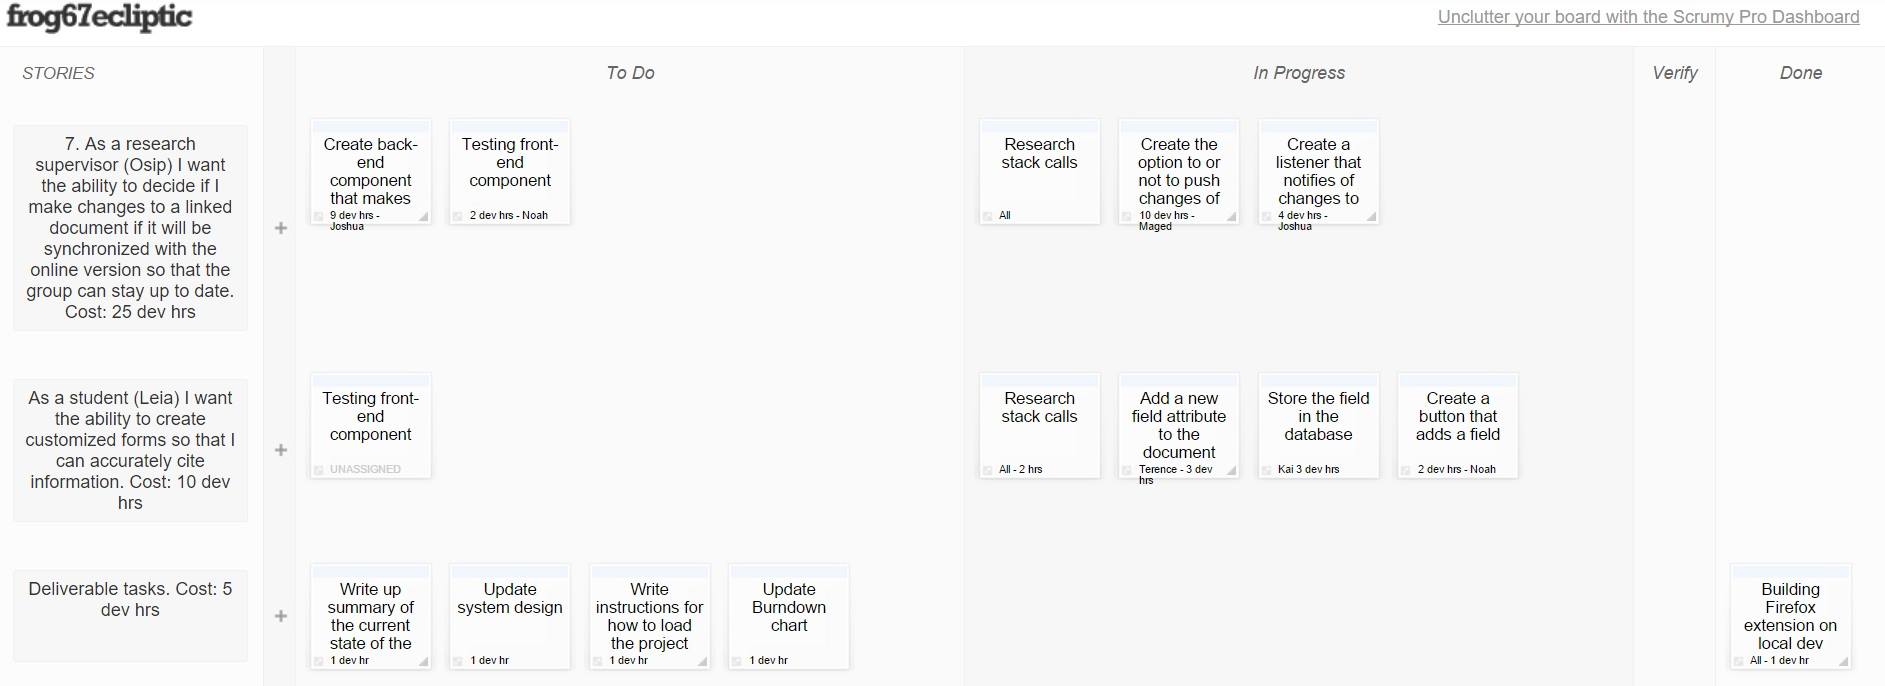 frog67ecliptic
Unclutter your board with the Scrumy Pro Dashboard
STORIES
To Do
In Progress
Verify
Done
7. As a research
supervisor (Osip) I want
the ability to decide if I
make changes to a linked
document if it will be
synchronized with the
online version so that the
group can stay up to date.
Cost: 25 dev hrs
+
Create back-
end
component
that makes
9 dev hrs -
Joshua
Testing front-
end
component
2 dev hrs - Noah
Research
stack calls
All
Create the
option to or
not to push
changes of
10 dev hrs -
Maged
Create a
listener that
notifies of
changes to
4 dev hrs -
Joshua
As a student (Leia) I want
the ability to create
customized forms so that I
can accurately cite
information. Cost: 10 dev
hrs
+
Testing front-
end
component
UNASSIGNED
Research
stack calls
All - 2 hrs
Add a new
field attribute
to the
document
Terence - 3 dev
hrs
Store the field
in the
database
Kai 3 dev hrs
Create a
button that
adds a field
2 dev hrs - Noah
Deliverable tasks. Cost: 5
dev hrs
+
Write up
summary of
the current
state of the
1 dev hr
Update
system design
1 dev hr
Write
instructions for
how to load
the project
1 dev hr
Update
Burndown
chart
1 dev hr
Building
Firefox
extension on
local dev
All - 1 dev hr